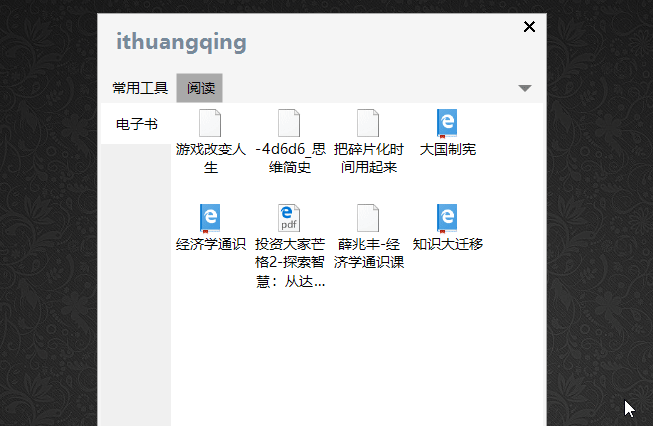 ithuangqing
常用工具 阅读
电子书
游戏改变人
生
-4d6d6_思
维简史
把碎片化时
间用起来
大国制宪
经济学通识
pdf
投资大家芒
格2-探索智
慧：从达...
薛兆丰-经
济学通识课
知识大迁移